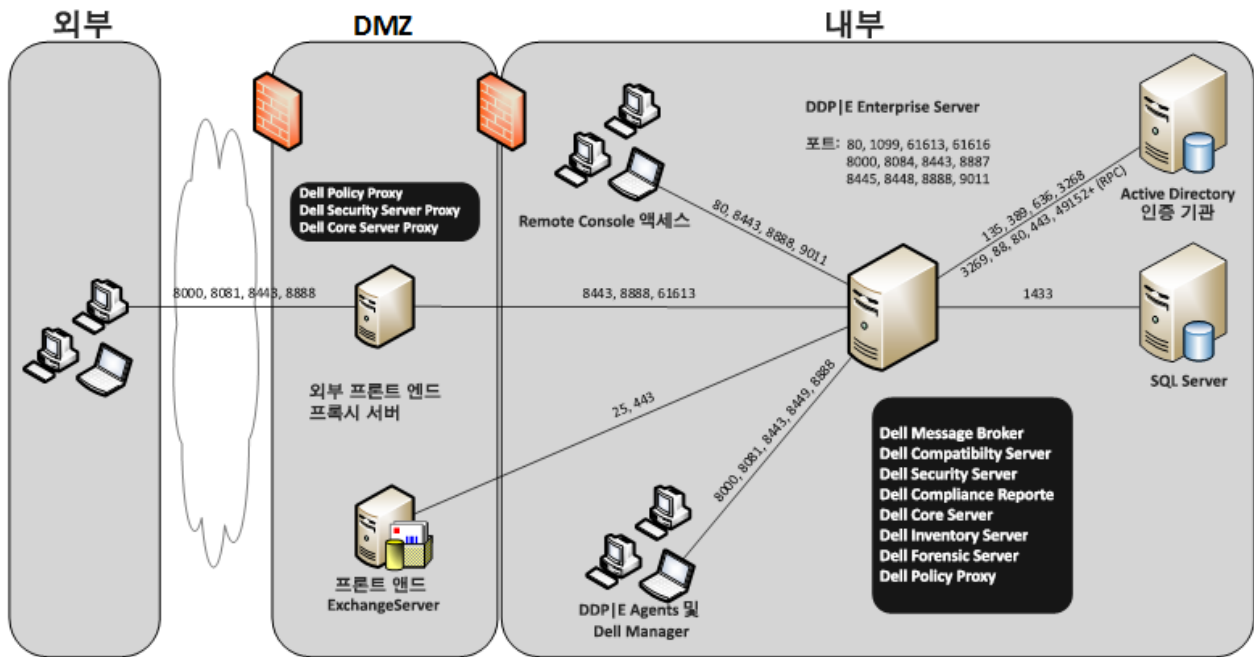 외부
DMZ
내부
DDP|E Enterprise Server
포트: 80, 1099, 61613, 61616
8000, 8084, 8443, 8887
8445, 8448, 8888, 9011
Dell Policy Proxy
Dell Security Server Proxy
Dell Core Server Proxy
Remote Console 액세스
80, 8443, 8888, 9011
135, 389, 636, 3268
3269, 88, 80, 443, 49152+ (RPC)
Active Directory
인증 기관
8000, 8081, 8443, 8888
8443, 8888, 61613
1433
외부 프론트 엔드
프록시 서버
SQL Server
25, 443
8000, 8081, 8443, 8449, 8888
Dell Message Broker
Dell Compatibilty Server
Dell Security Server
Dell Compliance Reporte
Dell Core Server
Dell Inventory Server
Dell Forensic Server
Dell Policy Proxy
프론트 앤드
ExchangeServer
DDP|E Agents 및
Dell Manager